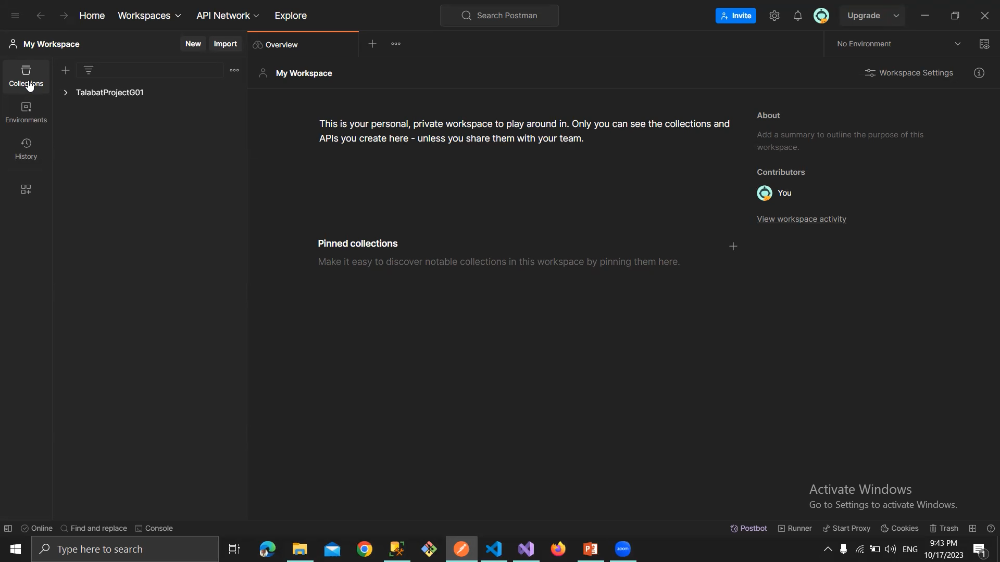 Home Workspaces API Network Explore Search Postman Invite Upgrade
My Workspace New Import Overview No Environment
Collections
Environments
History
TalabatProjectG01
My Workspace Workspace Settings
This is your personal, private workspace to play around in. Only you can see the collections and
APIs you create here - unless you share them with your team.
Pinned collections
Make it easy to discover notable collections in this workspace by pinning them here.
About
Add a summary to outline the purpose of this
workspace.
Contributors
You
View workspace activity
Activate Windows
Go to Settings to activate Windows.
Online Find and replace Console Postbot Runner Start Proxy Cookies Trash
Type here to search
zoom
ENG
9:43 PM
10/17/2023
1